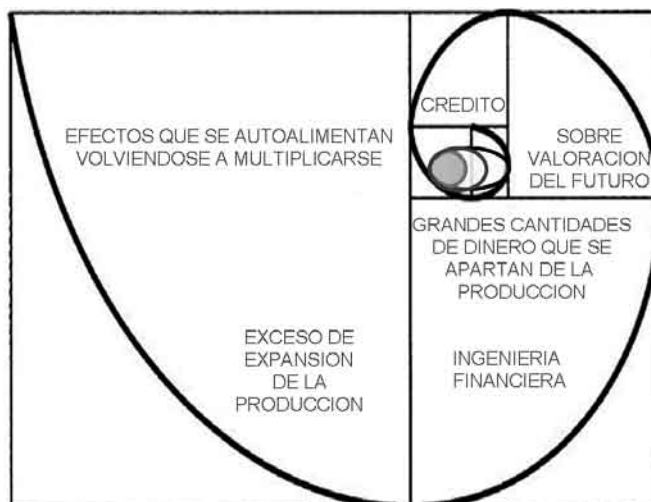 EFECTOS QUE SE AUTOALIMENTAN
VOLVIENDOSE A MULTIPLICARSE
EXCESO DE
EXPANSION
DE LA
PRODUCCION
CREDITO
SOBRE
VALORACION
DEL FUTURO
GRANDES CANTIDADES
DE DINERO QUE SE
APARTAN DE LA
PRODUCCION
INGENIERIA
FINANCIERA